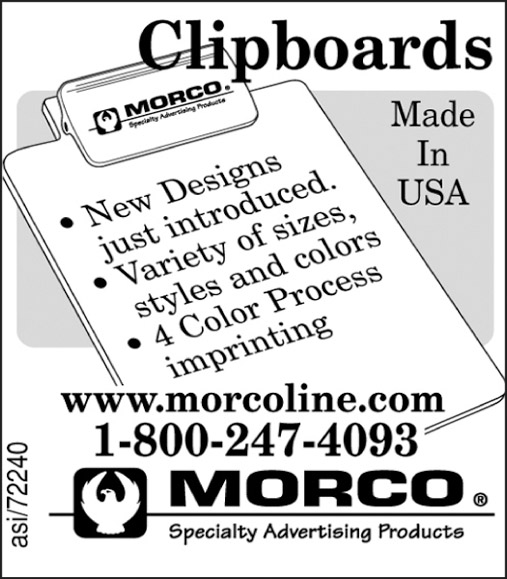 Clipboards
MORCO®
Specialty Advertising Products
Made
In
USA
• New Designs
just introduced.
• Variety of sizes,
styles and colors
• 4 Color Process
imprinting
www.morcoline.com
1-800-247-4093
asi/72240
MORCO®
Specialty Advertising Products